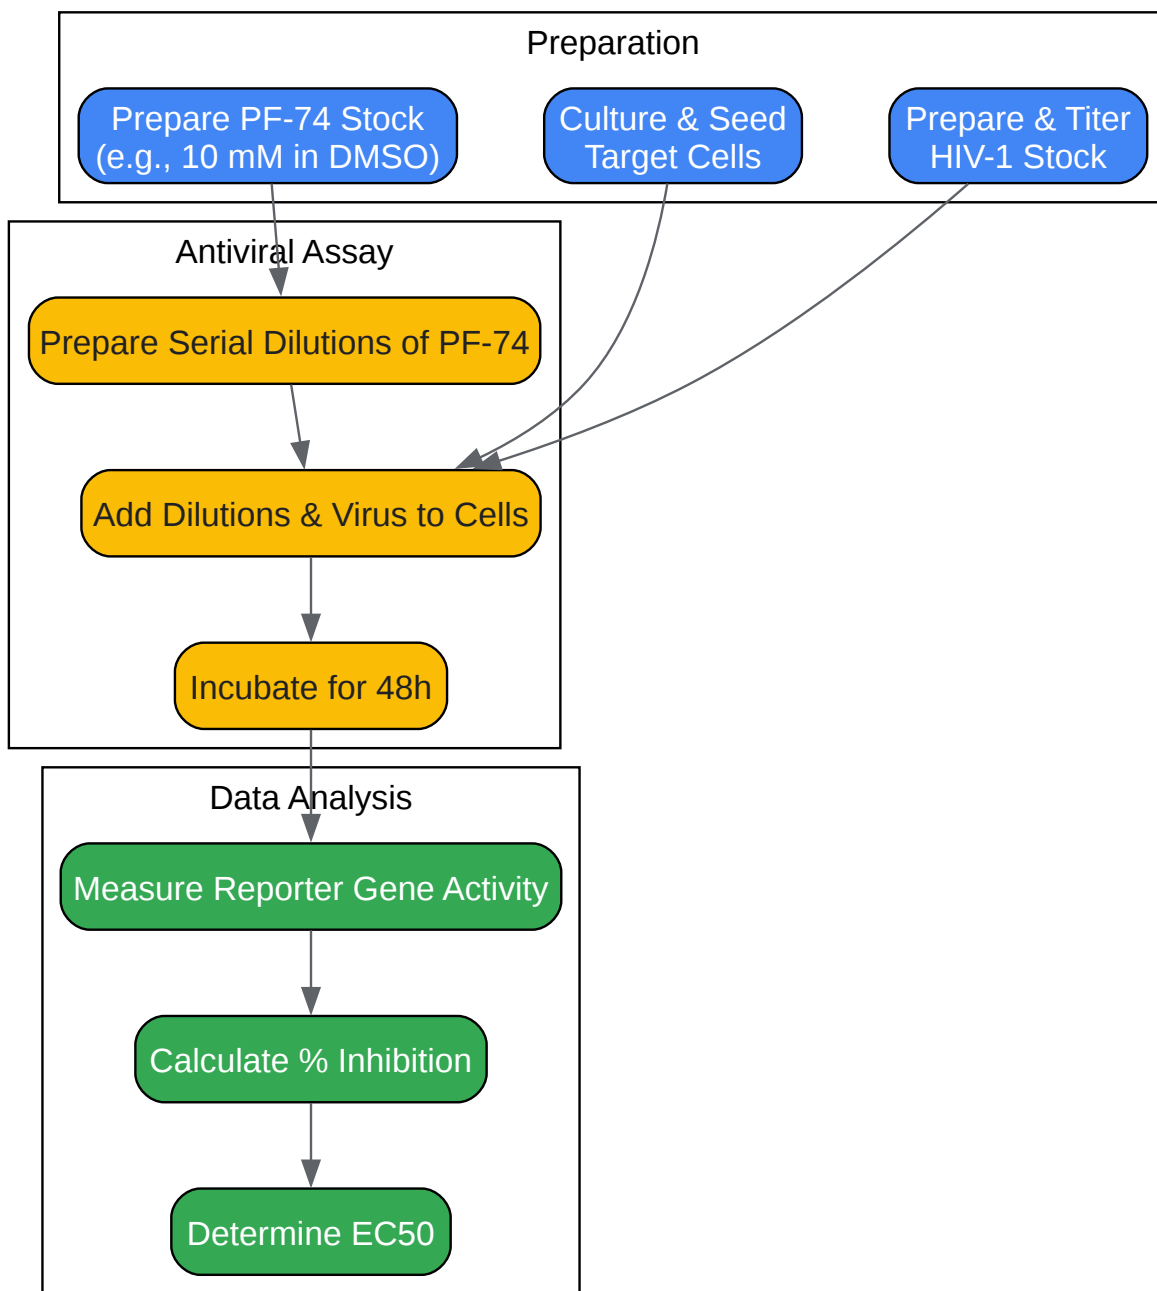 Preparation
Prepare PF-74 Stock
(e.g., 10 mM in DMSO)
Culture & Seed
Target Cells
Prepare & Titer
HIV-1 Stock
Antiviral Assay
Prepare Serial Dilutions of PF-74
Add Dilutions & Virus to Cells
Incubate for 48h
Data Analysis
Measure Reporter Gene Activity
Calculate % Inhibition
Determine EC50